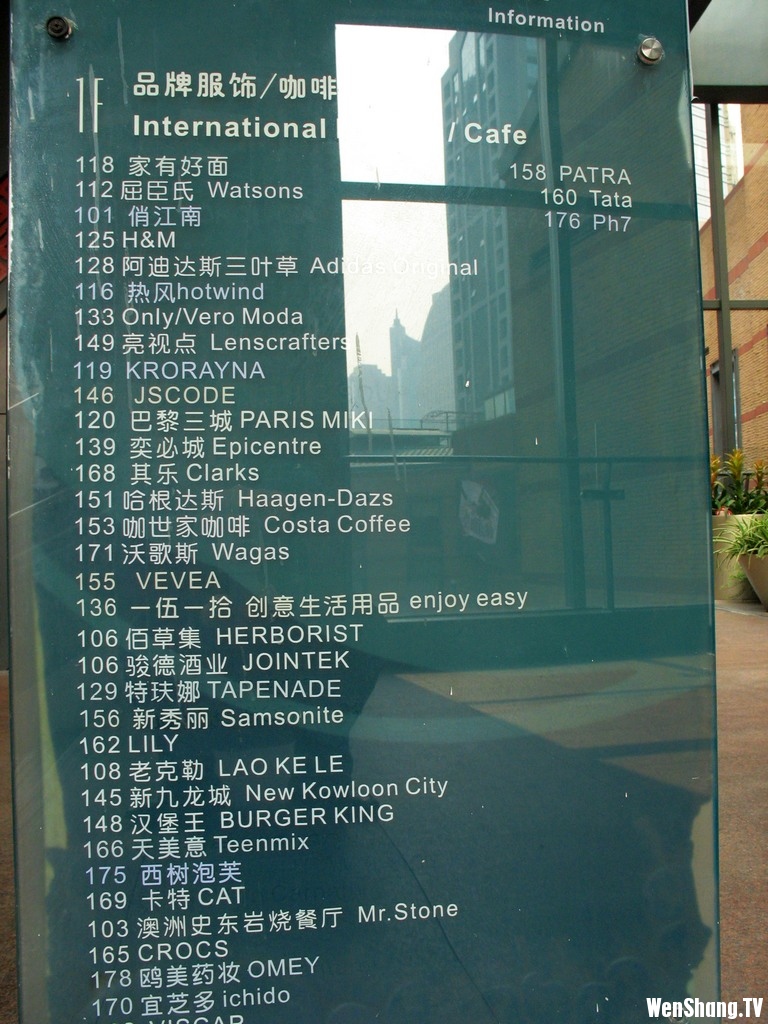 Information
1F 品牌服饰/咖啡
International / Cafe
118 家有好面
112 屈臣氏 Watsons
101 俏江南
125 H&M
128 阿迪达斯三叶草 Adidas Original
116 热风hotwind
133 Only/Vero Moda
149 亮视点 Lenscrafters
119 KRORAYNA
146 JSCODE
120 巴黎三城 PARIS MIKI
139 奕必城 Epicentre
168 其乐 Clarks
151 哈根达斯 Haagen-Dazs
153 咖世家咖啡 Costa Coffee
171 沃歌斯 Wagas
155 VEVEA
136 一伍一拾 创意生活用品 enjoy easy
106 佰草集 HERBORIST
106 骏德酒业 JOINTEK
129 特玞娜 TAPENADE
156 新秀丽 Samsonite
162 LILY
108 老克勒 LAO KE LE
145 新九龙城 New Kowloon City
148 汉堡王 BURGER KING
166 天美意 Teenmix
175 西树泡芙
169 卡特 CAT
103 澳洲史东岩烧餐厅 Mr.Stone
165 CROCS
178 鸥美药妆 OMEY
170 宜芝多 ichido
158 PATRA
160 Tata
176 Ph7
WenShang.TV